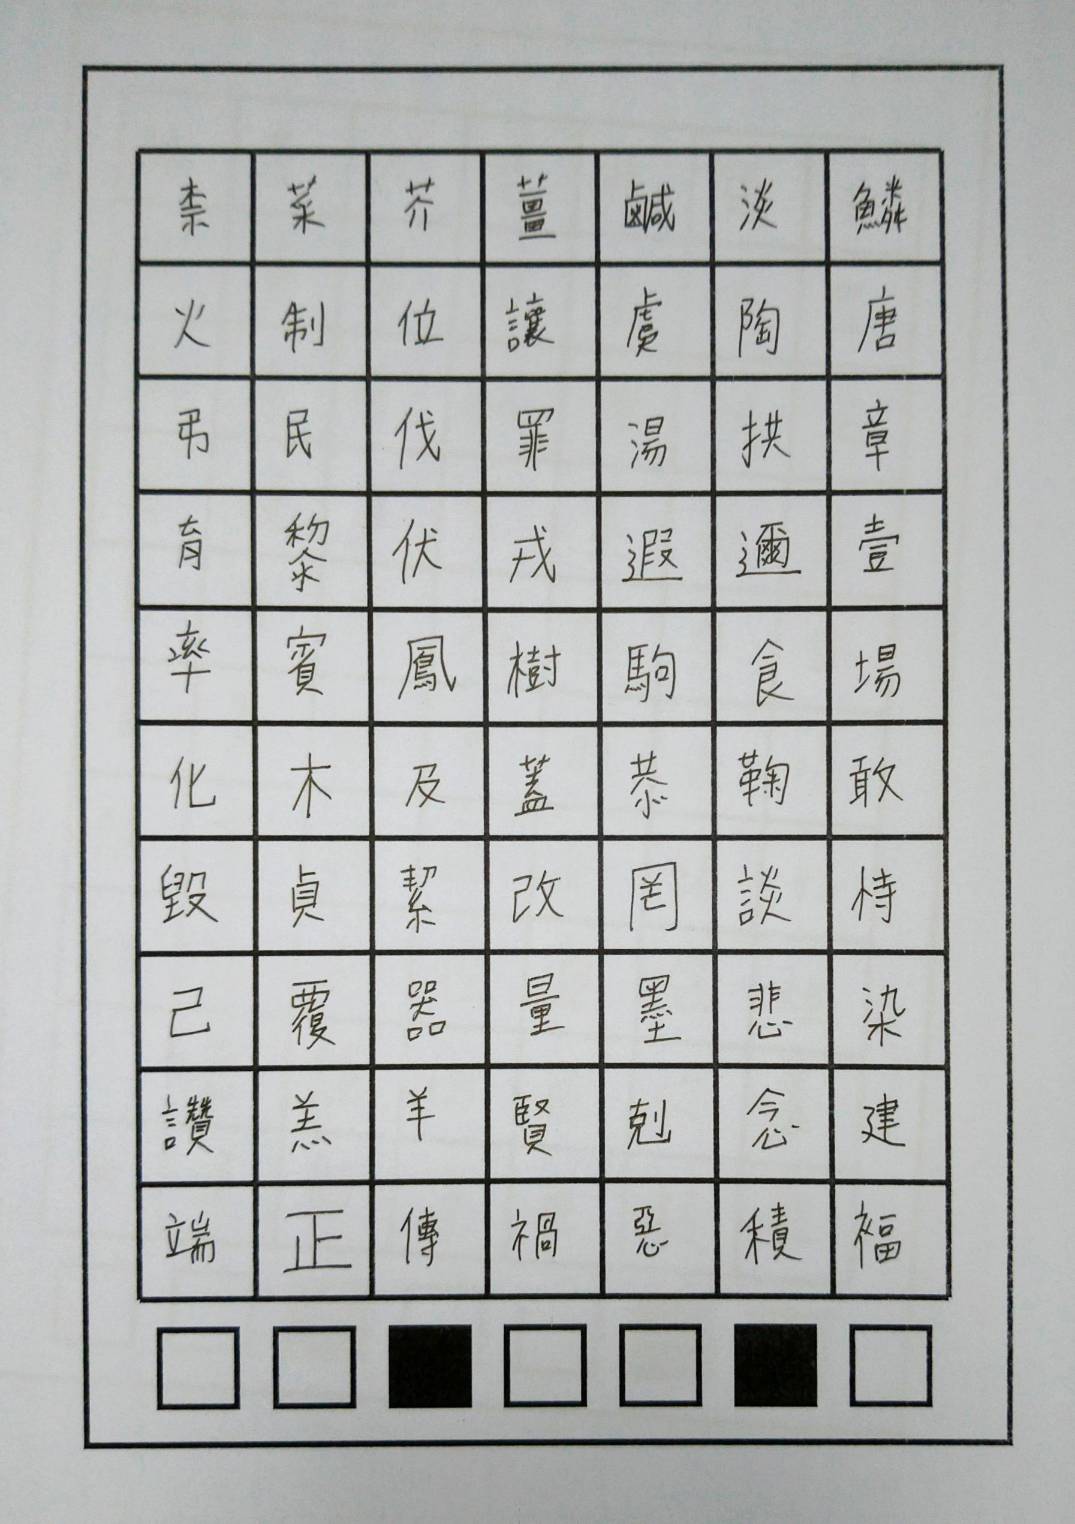 柰菜芥薑鹹淡鱗
火制位讓虞陶唐
弔民伐罪湯拱章
育黎伏戎遐邇壹
率賓鳳樹駒食場
化木及蓋恭鞠敢
毀貞絜改罔談恃
己覆器量墨悲染
讚羔羊賢剋念建
端正傳禍惡積福